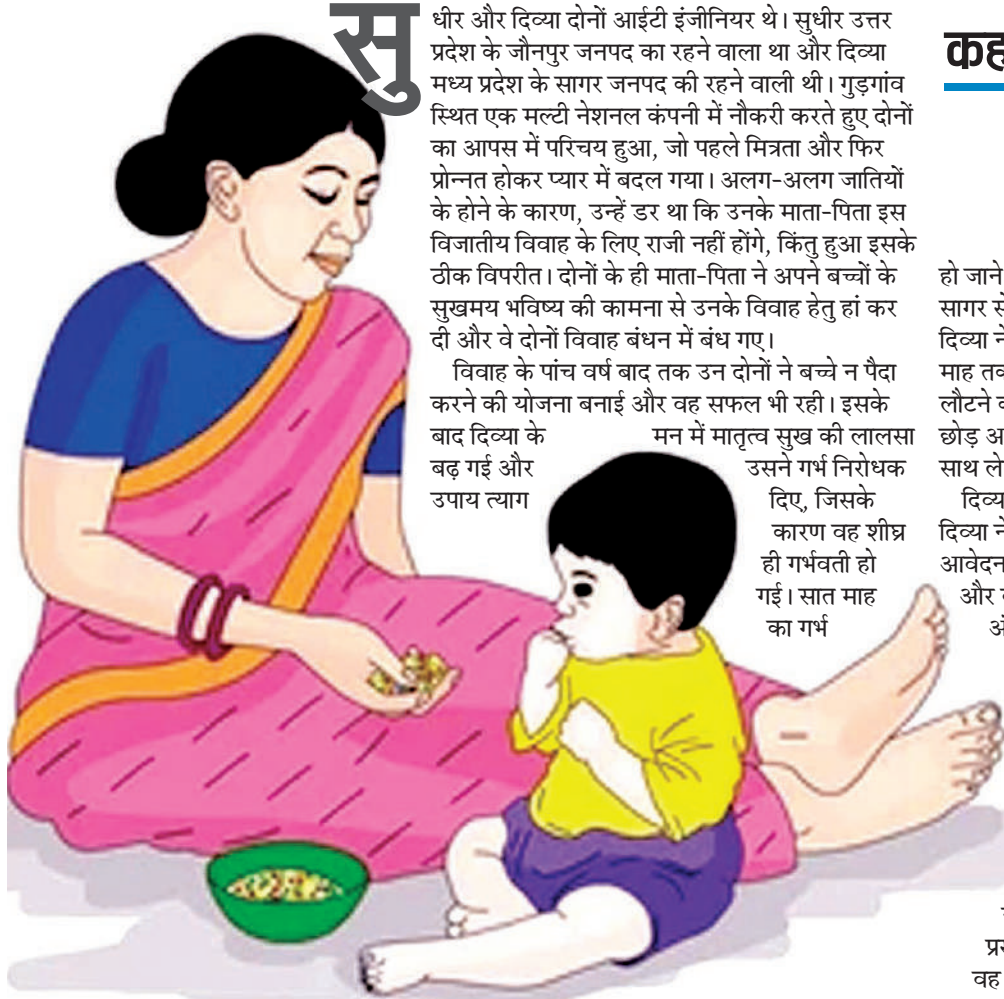 सुधीर और दिव्या दोनों आईटी इंजीनियर थे। सुधीर उत्तर
प्रदेश के जौनपुर जनपद का रहने वाला था और दिव्या
मध्य प्रदेश के सागर जनपद की रहने वाली थी। गुड़गांव
स्थित एक मल्टी नेशनल कंपनी में नौकरी करते हुए दोनों
का आपस में परिचय हुआ, जो पहले मित्रता और फिर
प्रोन्नत होकर प्यार में बदल गया। अलग-अलग जातियों
के होने के कारण, उन्हें डर था कि उनके माता-पिता इस
विजातीय विवाह के लिए राजी नहीं होंगे, किंतु हुआ इसके
ठीक विपरीत। दोनों के ही माता-पिता ने अपने बच्चों के
सुखमय भविष्य की कामना से उनके विवाह हेतु हां कर
दी और वे दोनों विवाह बंधन में बंध गए।
विवाह के पांच वर्ष बाद तक उन दोनों ने बच्चे न पैदा
करने की योजना बनाई और वह सफल भी रही। इसके
बाद दिव्या के मन में मातृत्व सुख की लालसा
बढ़ गई और उसने गर्भ निरोधक
उपाय त्याग दिए, जिसके
कारण वह शीघ्र
ही गर्भवती हो
गई। सात माह
का गर्भ
हो जाने
सागर से
दिव्या ने
माह तक
लौटने
छोड़
साथ ले
दिव्या
दिव्या ने
आवेदन
और
वह